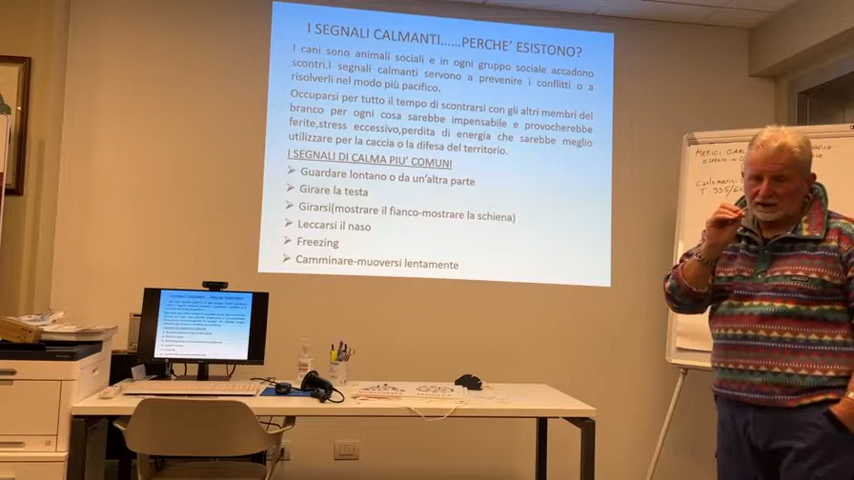 I SEGNALI CALMANTI......PERCHE' ESISTONO?
I cani sono animali sociali e in ogni gruppo sociale accadono
scontri.I segnali calmanti servono a prevenire i conflitti o a
risolverli nel modo più pacifico.
Occuparsi per tutto il tempo di scontrarsi con gli altri membri del
branco per ogni cosa sarebbe impensabile e provocherebbe
ferite,stress eccessivo,perdita di energia che sarebbe meglio
utilizzare per la caccia o la difesa del territorio.
I SEGNALI DI CALMA PIU' COMUNI
➢ Guardare lontano o da un'altra parte
➢ Girare la testa
➢ Girarsi(mostrare il fianco-mostrare la schiena)
➢ Leccarsi il naso
➢ Freezing
➢ Camminare-muoversi lentamente